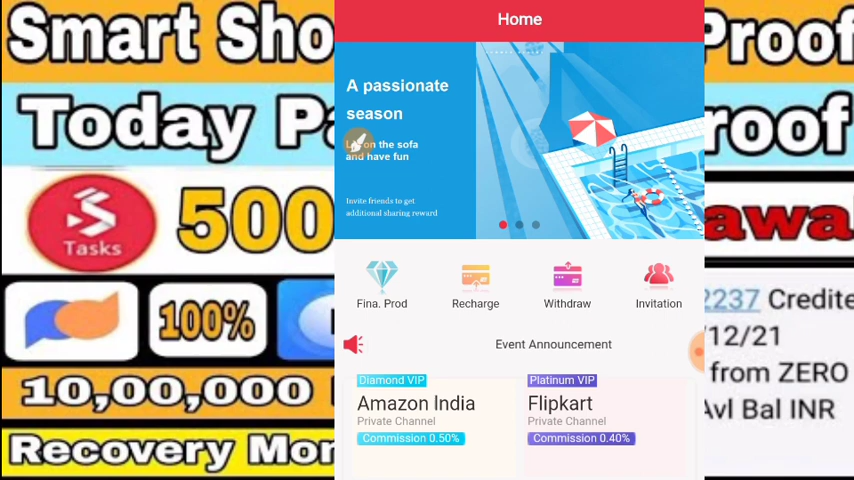 Smart Sho
Today Pa
Tasks
500
100%
10,00,000
Recovery Mon
Home
A passionate
season
on the sofa
and have fun
Invite friends to get
additional sharing reward
Fina. Prod
Recharge
Withdraw
Invitation
Event Announcement
Diamond VIP
Amazon India
Private Channel
Commission 0.50%
Platinum VIP
Flipkart
Private Channel
Commission 0.40%
Proof
roof
awa
2237 Credite
/12/21
from ZERO
Avl Bal INR